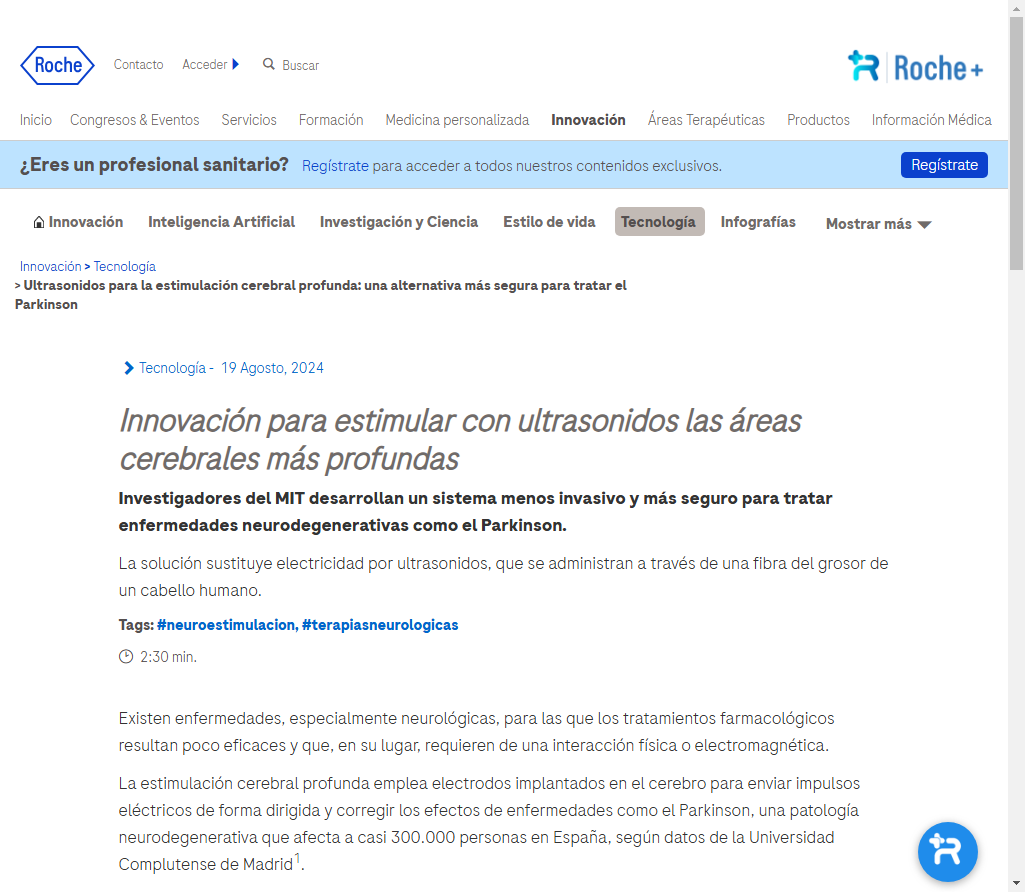 Roche
Contacto
Acceder
Buscar
Roche+
Inicio
Congresos & Eventos
Servicios
Formación
Medicina personalizada
Innovación
Áreas Terapéuticas
Productos
Información Médica
¿Eres un profesional sanitario? Regístrate para acceder a todos nuestros contenidos exclusivos.
Regístrate
Innovación
Inteligencia Artificial
Investigación y Ciencia
Estilo de vida
Tecnología
Infografías
Mostrar más
Innovación > Tecnología
> Ultrasonidos para la estimulación cerebral profunda: una alternativa más segura para tratar el
Parkinson
Tecnología - 19 Agosto, 2024
Innovación para estimular con ultrasonidos las áreas
cerebrales más profundas
Investigadores del MIT desarrollan un sistema menos invasivo y más seguro para tratar
enfermedades neurodegenerativas como el Parkinson.
La solución sustituye electricidad por ultrasonidos, que se administran a través de una fibra del grosor de
un cabello humano.
Tags: #neuroestimulacion, #terapiasneurologicas
2:30 min.
Existen enfermedades, especialmente neurológicas, para las que los tratamientos farmacológicos
resultan poco eficaces y que, en su lugar, requieren de una interacción física o electromagnética.
La estimulación cerebral profunda emplea electrodos implantados en el cerebro para enviar impulsos
eléctricos de forma dirigida y corregir los efectos de enfermedades como el Parkinson, una patología
neurodegenerativa que afecta a casi 300.000 personas en España, según datos de la Universidad
Complutense de Madrid1.